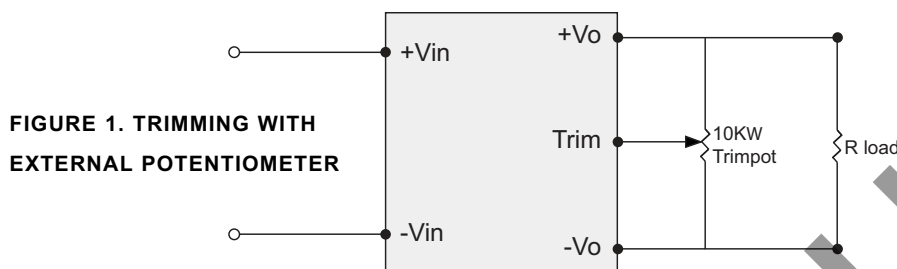 +Vin
+Vo
FIGURE 1. TRIMMING WITH
EXTERNAL POTENTIOMETER
Trim
10KW
Trimpot
R load
-Vin
-Vo